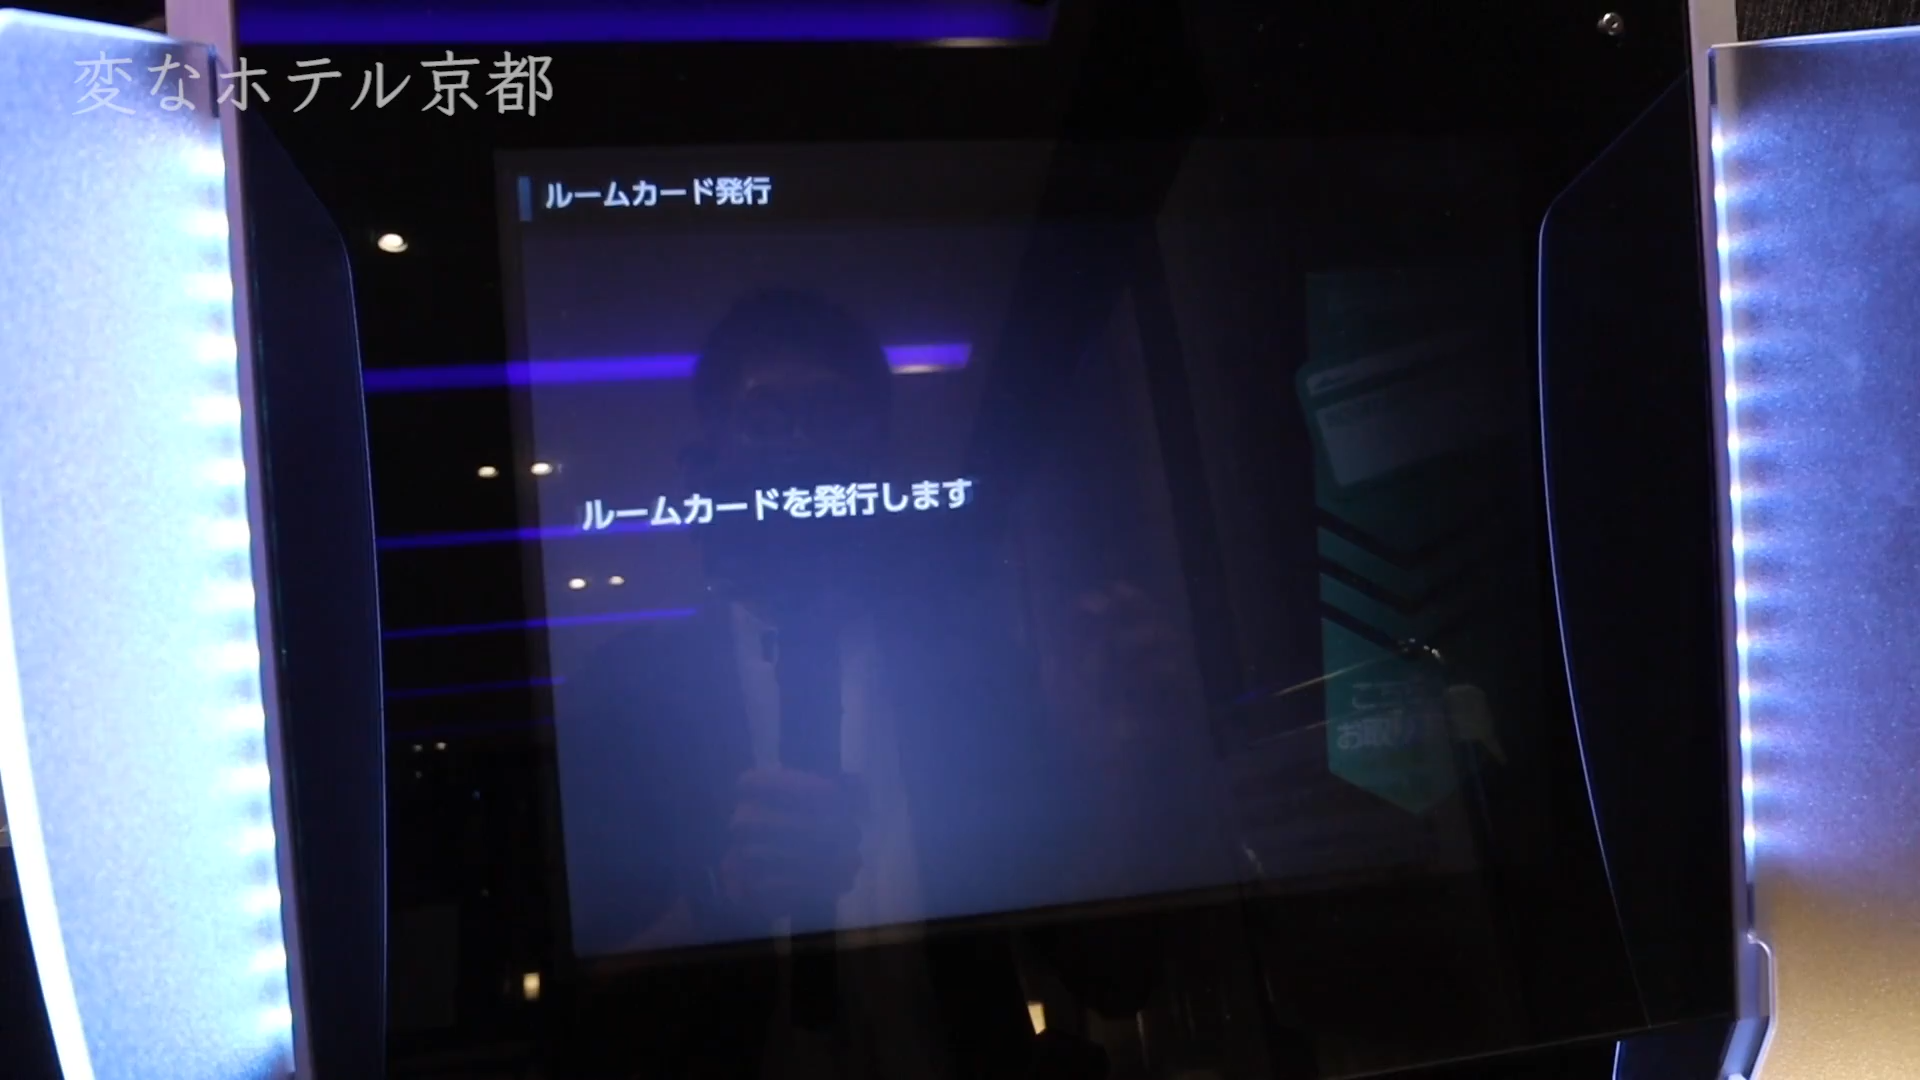 変なホテル京都
ルームカード発行
ルームカードを発行します